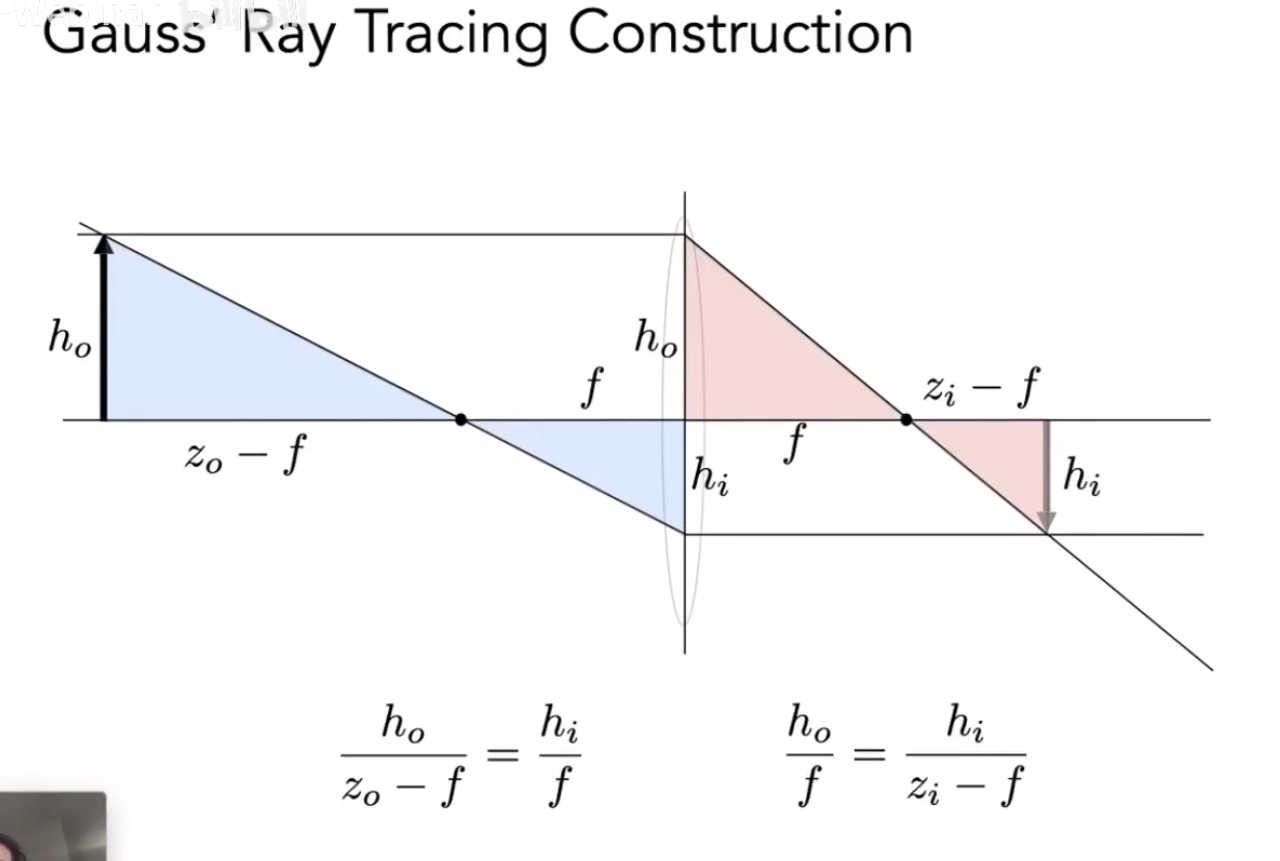 Gauss' Ray Tracing Construction
h_o
h_o
f
z_i − f
z_o − f
f
h_i
h_i
h_o / (z_o − f) = h_i / f
h_o / f = h_i / (z_i − f)